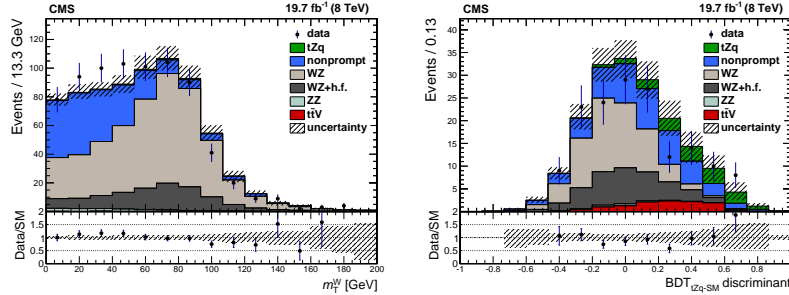 CMS 19.7 fb⁻¹ (8 TeV)
Events / 13.3 GeV
120
100
80
60
40
20
data
tZq
nonprompt
WZ
WZ+h.f.
ZZ
tt̄V
uncertainty
Data/SM
2
1.5
1
0.5
0
0 20 40 60 80 100 120 140 160 180 200
m_T^W [GeV]
CMS 19.7 fb⁻¹ (8 TeV)
Events / 0.13
40
35
30
25
20
15
10
5
data
tZq
nonprompt
WZ
WZ+h.f.
ZZ
tt̄V
uncertainty
Data/SM
2
1.5
1
0.5
0
-1 -0.8 -0.6 -0.4 -0.2 0 0.2 0.4 0.6 0.8 1
BDT_tZq-SM discriminant